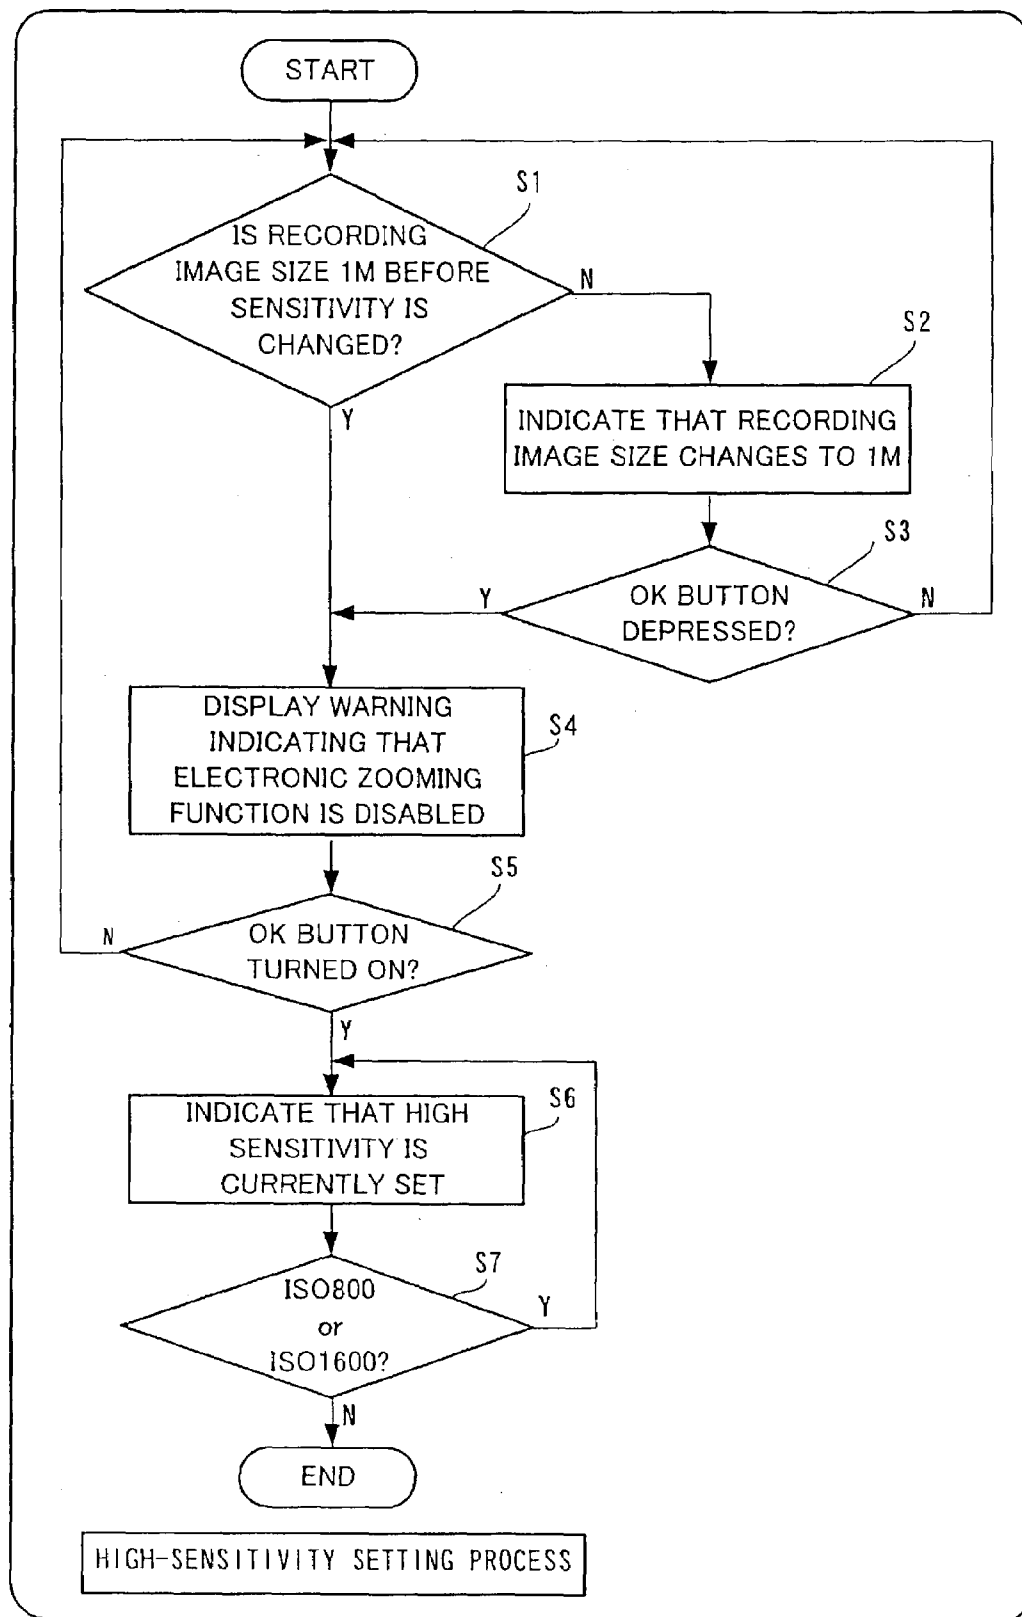 START
S1
IS RECORDING
IMAGE SIZE 1M BEFORE
SENSITIVITY IS
CHANGED?
N
Y
S2
INDICATE THAT RECORDING
IMAGE SIZE CHANGES TO 1M
S3
OK BUTTON
DEPRESSED?
Y
N
DISPLAY WARNING
INDICATING THAT
ELECTRONIC ZOOMING
FUNCTION IS DISABLED
S4
S5
OK BUTTON
TURNED ON?
N
Y
INDICATE THAT HIGH
SENSITIVITY IS
CURRENTLY SET
S6
S7
ISO800
or
ISO1600?
Y
N
END
HIGH-SENSITIVITY SETTING PROCESS